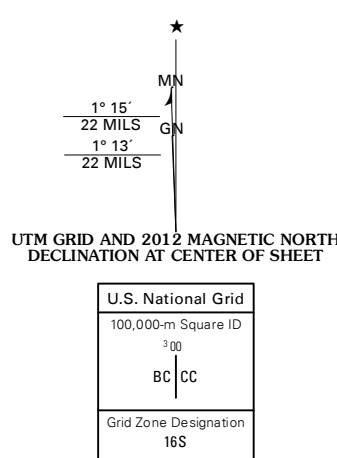 ★
MN
1° 15´
22 MILS
GN
1° 13´
22 MILS
UTM GRID AND 2012 MAGNETIC NORTH
DECLINATION AT CENTER OF SHEET
U.S. National Grid
100,000-m Square ID
³00
BC CC
Grid Zone Designation
16S